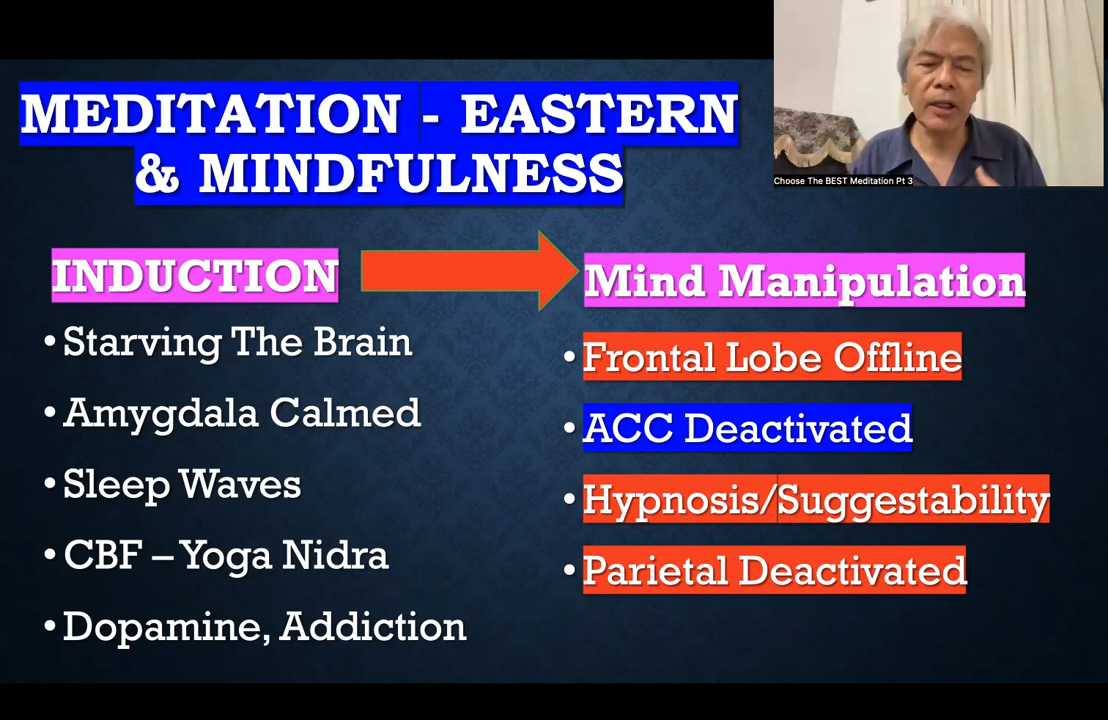 MEDITATION - EASTERN
& MINDFULNESS
Choose The BEST Meditation Pt 3
INDUCTION
• Starving The Brain
• Amygdala Calmed
• Sleep Waves
• CBF – Yoga Nidra
• Dopamine, Addiction
Mind Manipulation
• Frontal Lobe Offline
• ACC Deactivated
• Hypnosis/Suggestability
• Parietal Deactivated